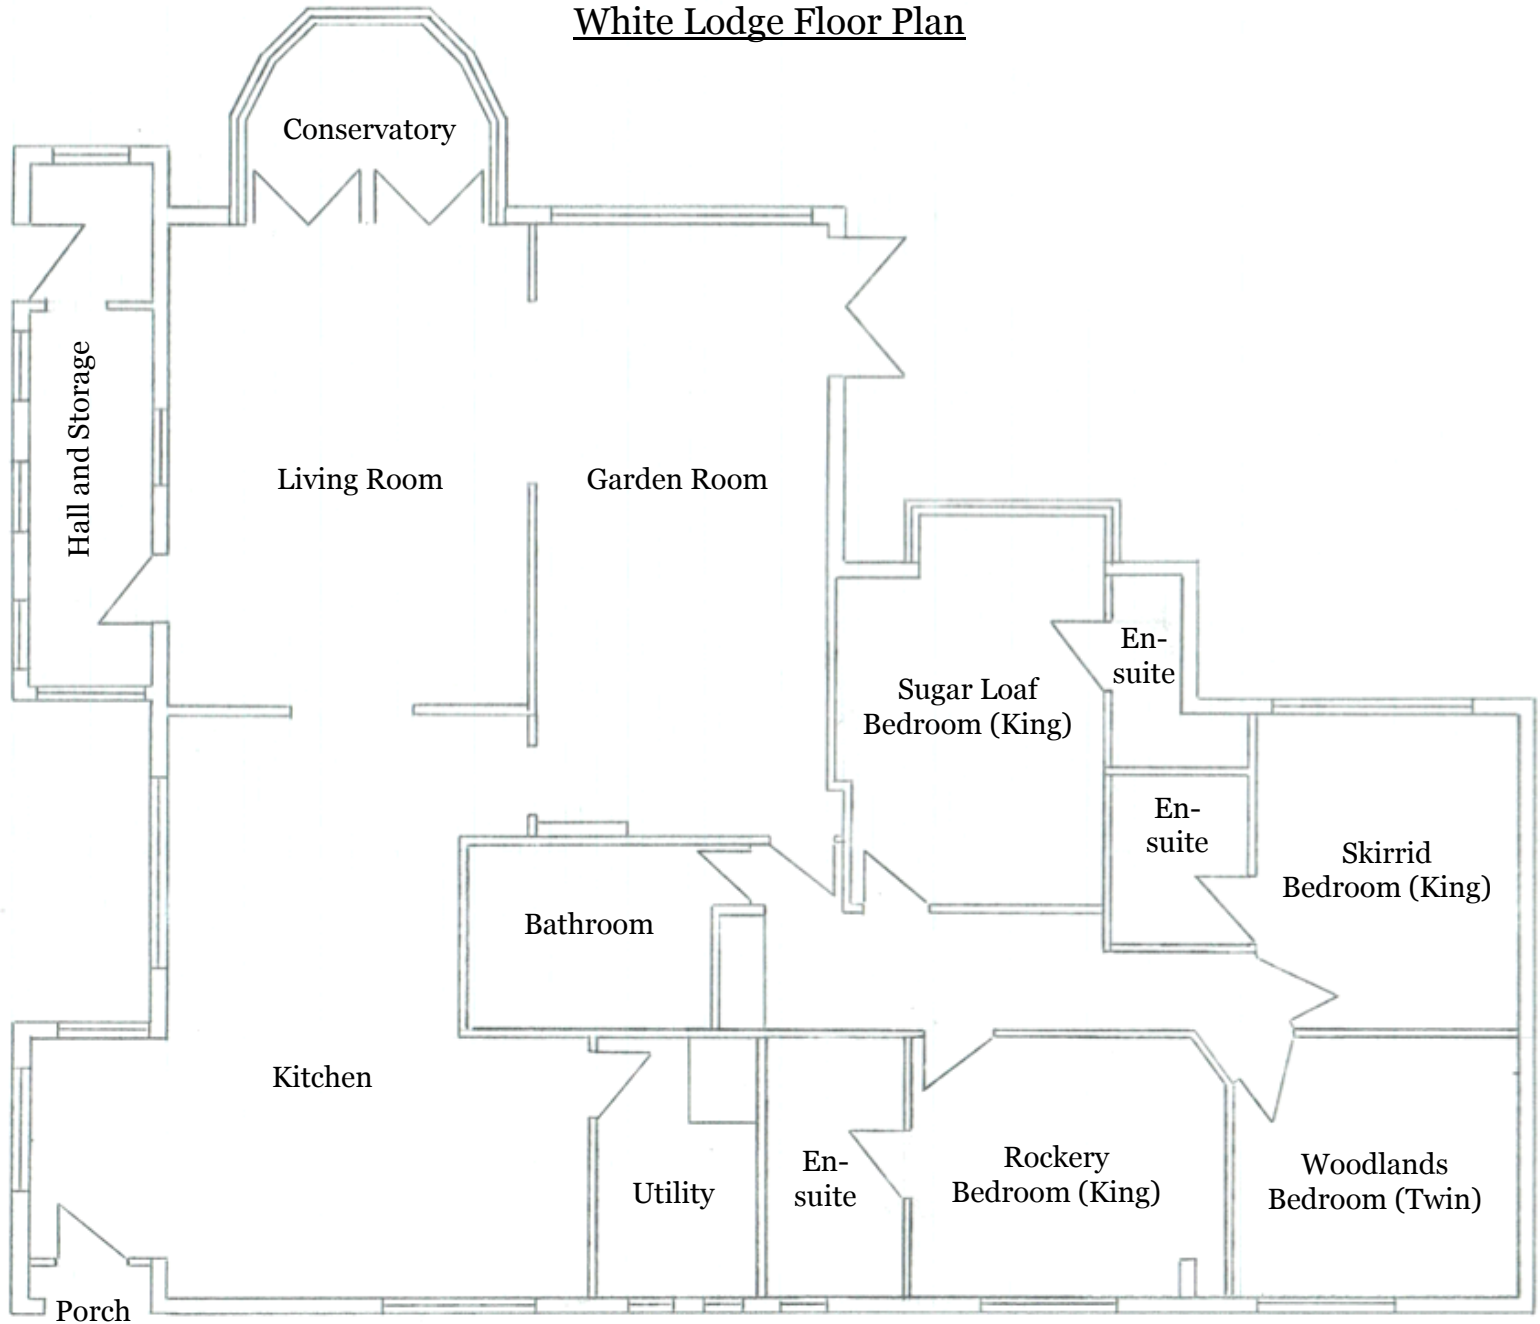 White Lodge Floor Plan
Conservatory
Hall and Storage
Living Room
Garden Room
En-
suite
Sugar Loaf
Bedroom (King)
En-
suite
Skirrid
Bedroom (King)
Bathroom
Kitchen
Utility
En-
suite
Rockery
Bedroom (King)
Woodlands
Bedroom (Twin)
Porch